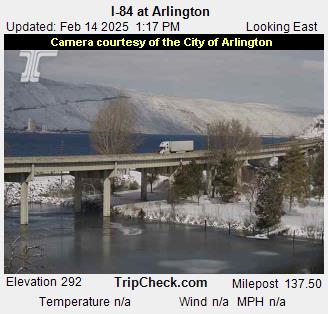 I-84 at Arlington
Updated: Feb 14 2025 1:17 PM Looking East
Camera courtesy of the City of Arlington
Elevation 292 TripCheck.com Milepost 137.50
Temperature n/a Wind n/a MPH n/a